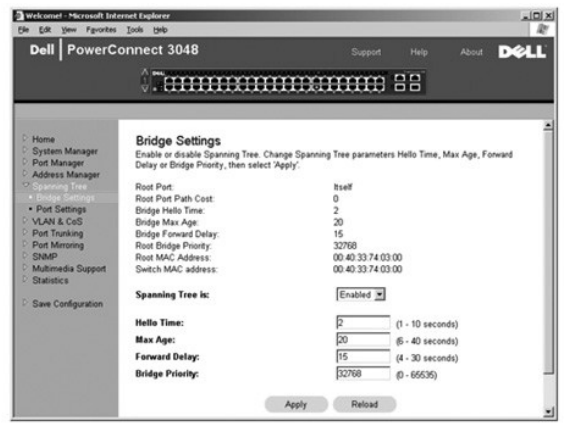 Welcome! - Microsoft Internet Explorer
File Edit View Favorites Tools Help
Dell PowerConnect 3048
Support Help About DELL
Home
System Manager
Port Manager
Address Manager
Spanning Tree
Bridge Settings
Port Settings
VLAN & CoS
Port Trunking
Port Mirroring
SNMP
Multimedia Support
Statistics
Save Configuration
Bridge Settings
Enable or disable Spanning Tree. Change Spanning Tree parameters Hello Time, Max Age, Forward
Delay or Bridge Priority, then select 'Apply'.
Root Port: Itself
Root Port Path Cost: 0
Bridge Hello Time: 2
Bridge Max Age: 20
Bridge Forward Delay: 15
Root Bridge Priority: 32768
Root MAC Address: 00:40:33:74:03:00
Switch MAC address: 00:40:33:74:03:00
Spanning Tree is: Enabled
Hello Time: 2 (1 - 10 seconds)
Max Age: 20 (6 - 40 seconds)
Forward Delay: 15 (4 - 30 seconds)
Bridge Priority: 32768 (0 - 65535)
Apply Reload